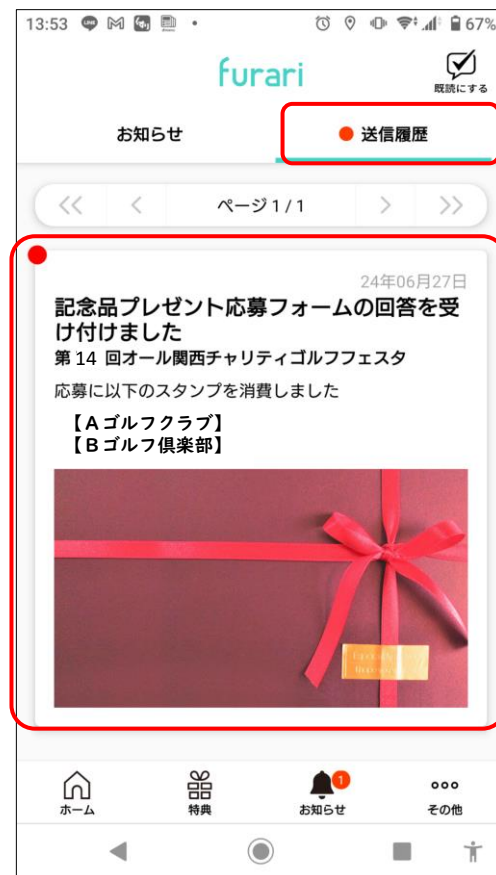 13:53
67%
furari
既読にする
お知らせ
送信履歴
<< < ページ 1 / 1 > >>
24年06月27日
記念品プレゼント応募フォームの回答を受
け付けました
第 14 回オール関西チャリティゴルフフェスタ
応募に以下のスタンプを消費しました
【Aゴルフクラブ】
【Bゴルフ倶楽部】
1
ホーム
特典
お知らせ
その他